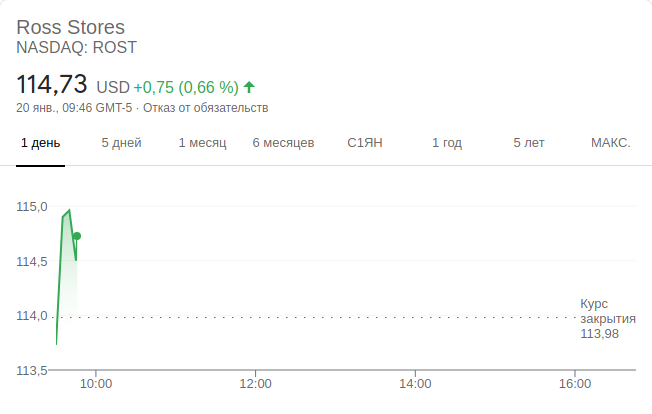 Ross Stores
NASDAQ: ROST
114,73 USD +0,75 (0,66 %)
20 янв., 09:46 GMT-5 · Отказ от обязательств
1 день 5 дней 1 месяц 6 месяцев С1ЯН 1 год 5 лет МАКС.
115,0
114,5
114,0
Курс
закрытия
113,98
113,5
10:00 12:00 14:00 16:00